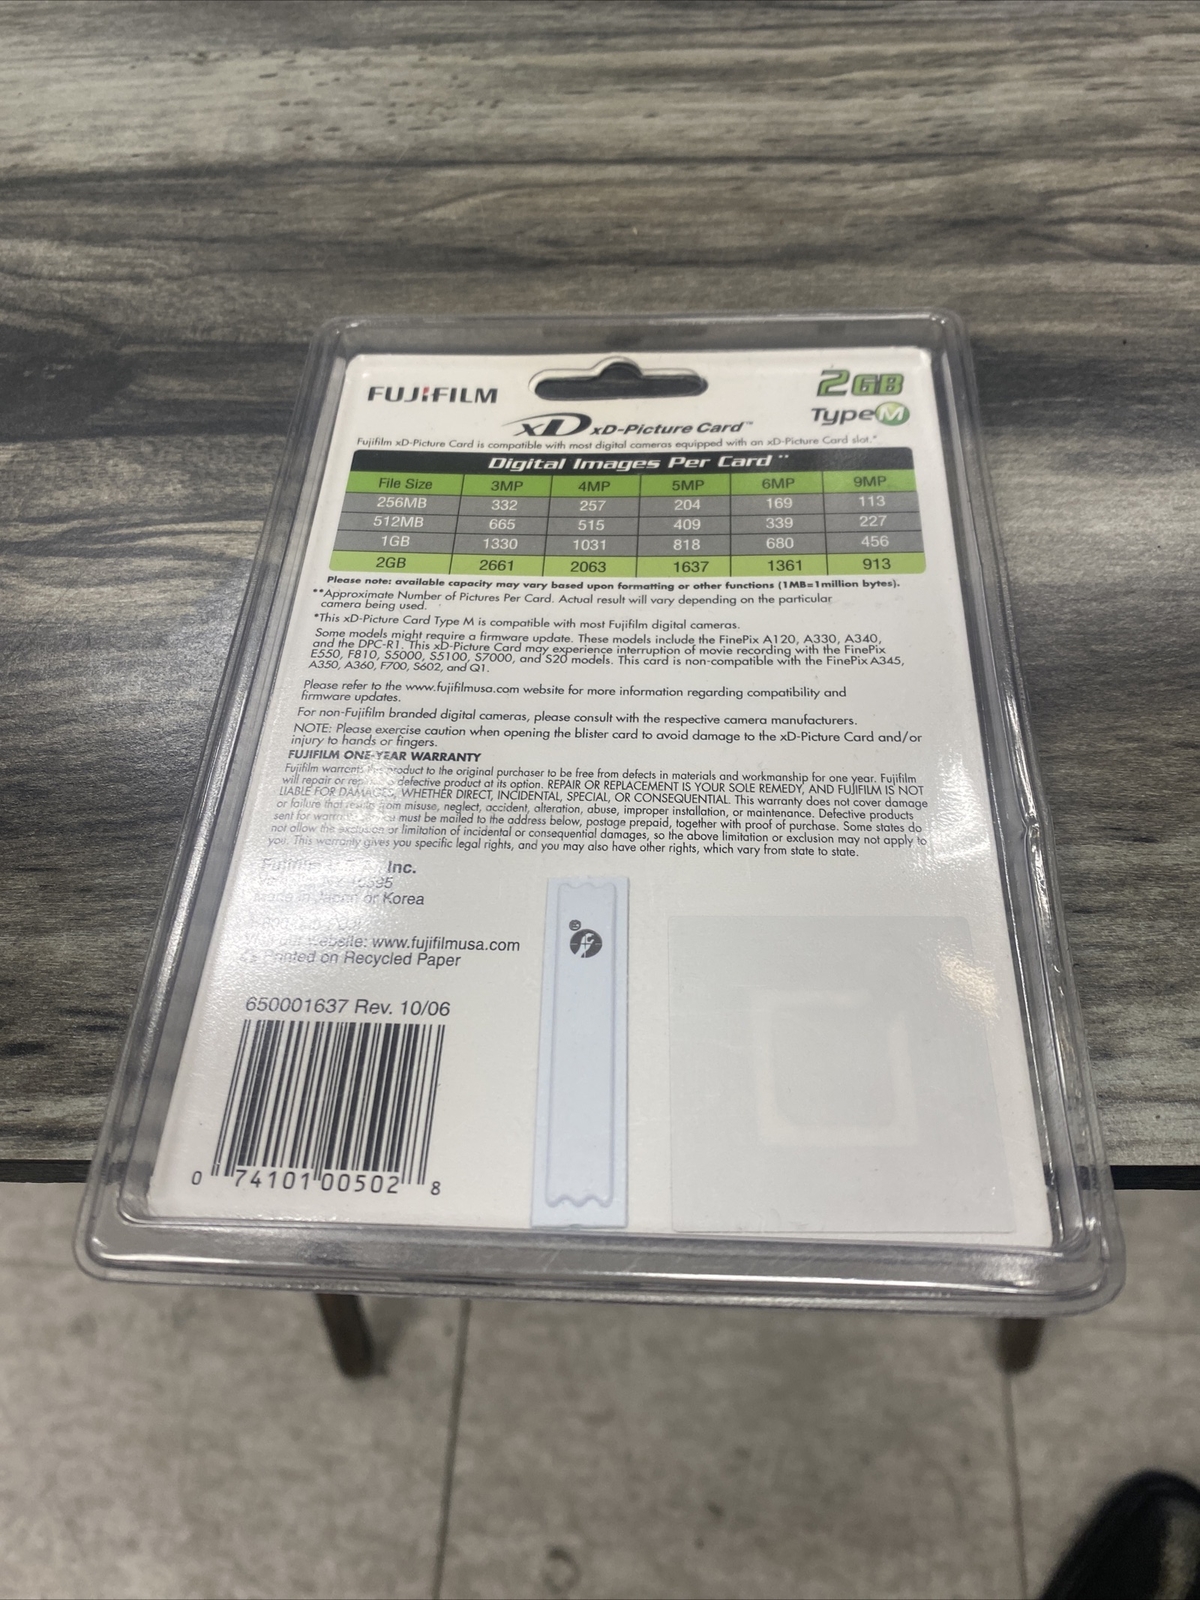 FUJIFILM
2GB
TypeM
xD xD-Picture Card™
Fujifilm xD-Picture Card is compatible with most digital cameras equipped with an xD-Picture Card slot.*
Digital Images Per Card**
File Size 3MP 4MP 5MP 6MP 9MP
256MB 332 257 204 169 113
512MB 665 515 409 339 227
1GB 1330 1031 818 680 456
2GB 2661 2063 1637 1361 913
Please note: available capacity may vary based upon formatting or other functions (1MB=1million bytes).
**Approximate Number of Pictures Per Card. Actual result will vary depending on the particular
camera being used.
*This xD-Picture Card Type M is compatible with most Fujifilm digital cameras.
Some models might require a firmware update. These models include the FinePix A120, A330, A340,
and the DPC-R1. This xD-Picture Card may experience interruption of movie recording with the FinePix
E550, F810, S5000, S5100, S7000, and S20 models. This card is non-compatible with the FinePix A345,
A350, A360, F700, S602, and Q1.
Please refer to the www.fujifilmusa.com website for more information regarding compatibility and
firmware updates.
For non-Fujifilm branded digital cameras, please consult with the respective camera manufacturers.
NOTE: Please exercise caution when opening the blister card to avoid damage to the xD-Picture Card and/or
injury to hands or fingers.
FUJIFILM ONE-YEAR WARRANTY
Fujifilm warrants this product to the original purchaser to be free from defects in materials and workmanship for one year. Fujifilm
will repair or replace defective product at its option. REPAIR OR REPLACEMENT IS YOUR SOLE REMEDY, AND FUJIFILM IS NOT
LIABLE FOR DAMAGES, WHETHER DIRECT, INCIDENTAL, SPECIAL, OR CONSEQUENTIAL. This warranty does not cover damage
or failure that results from misuse, neglect, accident, alteration, abuse, improper installation, or maintenance. Defective products
sent for must be mailed to the address below, postage prepaid, together with proof of purchase. Some states do
not allow the exclusion or limitation of incidental or consequential damages, so the above limitation or exclusion may not apply to
you. This warranty gives you specific legal rights, and you may also have other rights, which vary from state to state.
Fujifilm Inc.
Made in Japan or Korea
website: www.fujifilmusa.com
Printed on Recycled Paper
650001637 Rev. 10/06
0 74101 00502 8